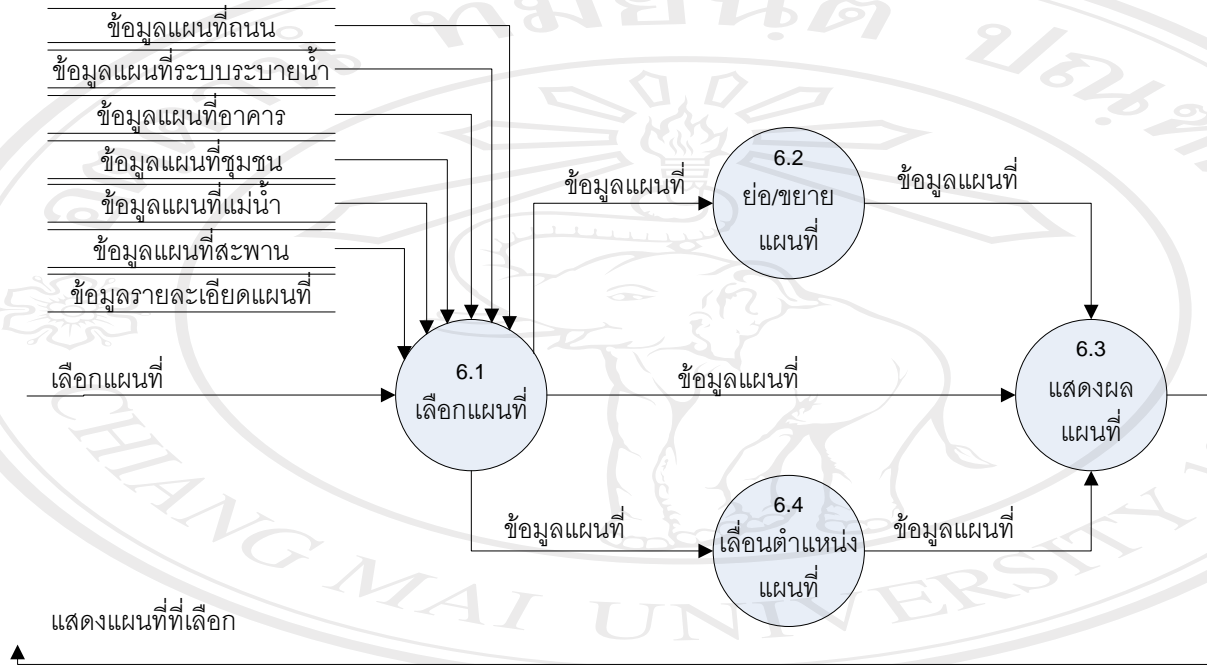 ข้อมูลแผนที่ถนน
ข้อมูลแผนที่ระบบระบายน้ำ
ข้อมูลแผนที่อาคาร
ข้อมูลแผนที่ชุมชน
ข้อมูลแผนที่แม่น้ำ
ข้อมูลแผนที่สะพาน
ข้อมูลรายละเอียดแผนที่
เลือกแผนที่
6.1
เลือกแผนที่
ข้อมูลแผนที่
6.2
ย่อ/ขยาย
แผนที่
ข้อมูลแผนที่
ข้อมูลแผนที่
6.3
แสดงผล
แผนที่
ข้อมูลแผนที่
6.4
เลื่อนตำแหน่ง
แผนที่
ข้อมูลแผนที่
แสดงแผนที่ที่เลือก
CHIANG MAI UNIVERSITY